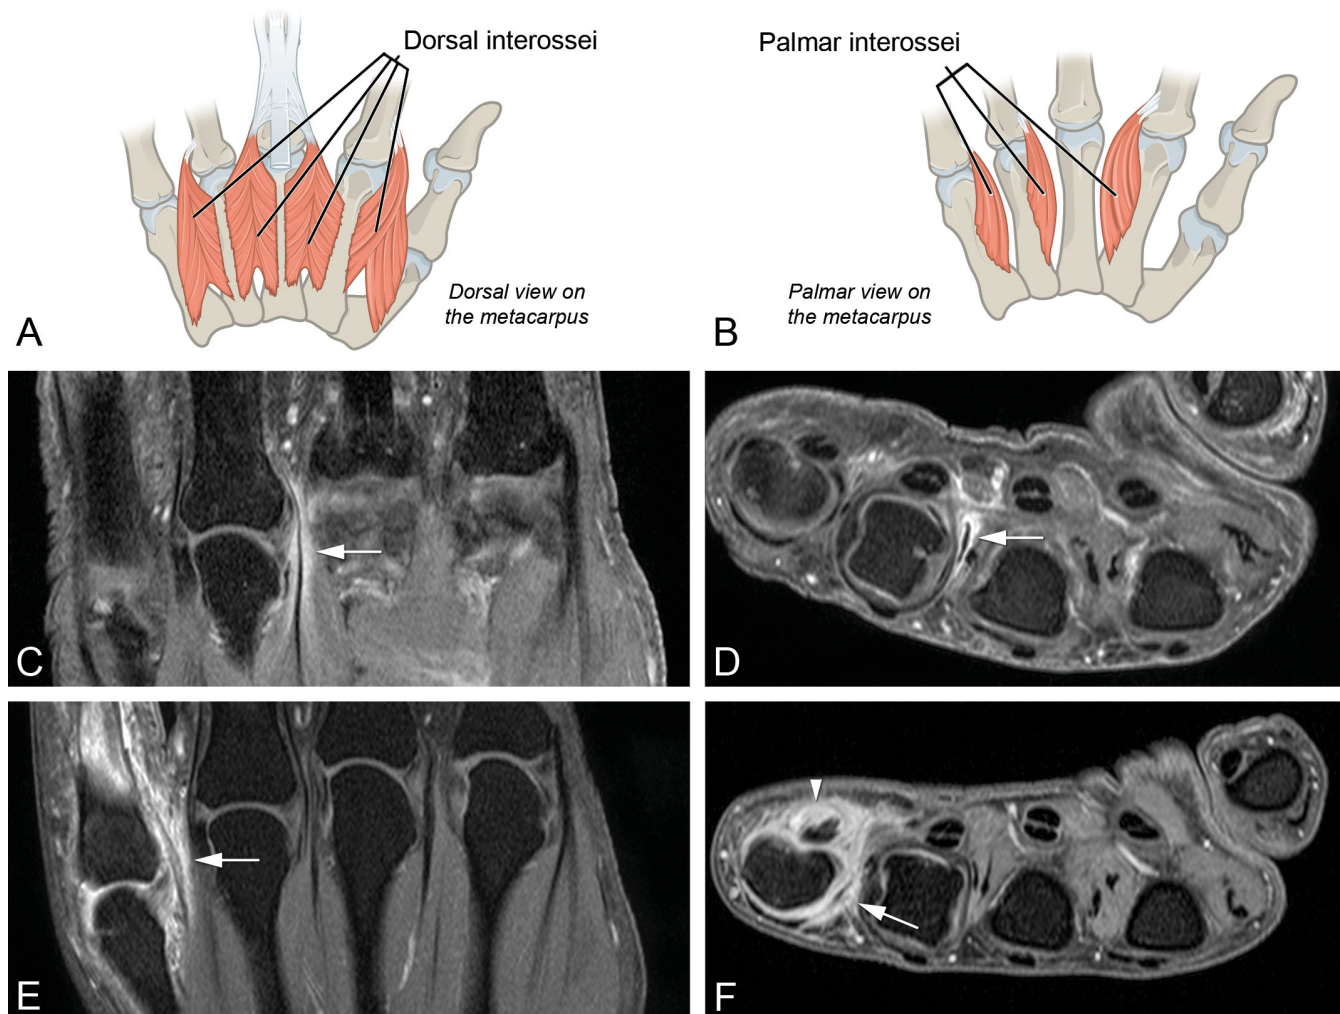 Dorsal interossei
Palmar interossei
Dorsal view on
the metacarpus
Palmar view on
the metacarpus
A
B
C
D
E
F